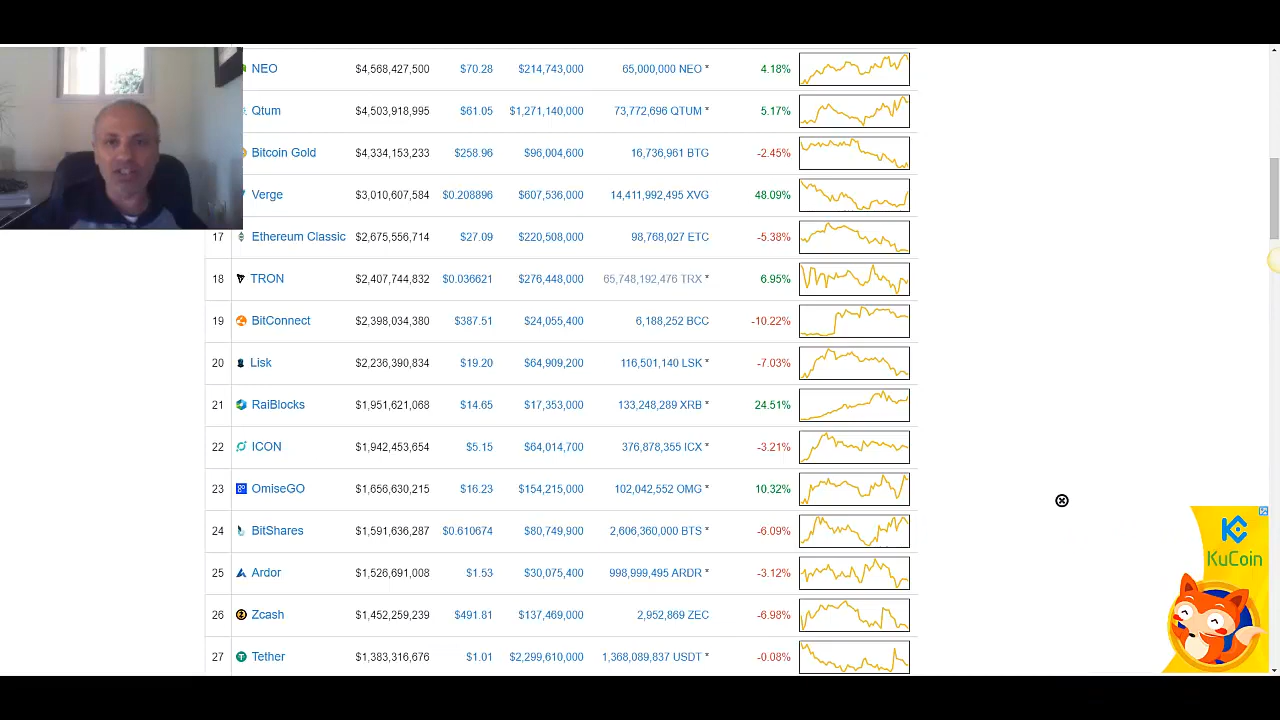 NEO $4,568,427,500 $70.28 $214,743,000 65,000,000 NEO * 4.18%
Qtum $4,503,918,995 $61.05 $1,271,140,000 73,772,696 QTUM * 5.17%
Bitcoin Gold $4,334,153,233 $258.96 $96,004,600 16,736,961 BTG -2.45%
Verge $3,010,607,584 $0.208896 $607,536,000 14,411,992,495 XVG 48.09%
17 Ethereum Classic $2,675,556,714 $27.09 $220,508,000 98,768,027 ETC -5.38%
18 TRON $2,407,744,832 $0.036621 $276,448,000 65,748,192,476 TRX * 6.95%
19 BitConnect $2,398,034,380 $387.51 $24,055,400 6,188,252 BCC -10.22%
20 Lisk $2,236,390,834 $19.20 $64,909,200 116,501,140 LSK * -7.03%
21 RaiBlocks $1,951,621,068 $14.65 $17,353,000 133,248,289 XRB * 24.51%
22 ICON $1,942,453,654 $5.15 $64,014,700 376,878,355 ICX * -3.21%
23 OmiseGO $1,656,630,215 $16.23 $154,215,000 102,042,552 OMG * 10.32%
24 BitShares $1,591,636,287 $0.610674 $86,749,900 2,606,360,000 BTS * -6.09%
25 Ardor $1,526,691,008 $1.53 $30,075,400 998,999,495 ARDR * -3.12%
26 Zcash $1,452,259,239 $491.81 $137,469,000 2,952,869 ZEC -6.98%
27 Tether $1,383,316,676 $1.01 $2,299,610,000 1,368,089,837 USDT * -0.08%
KuCoin